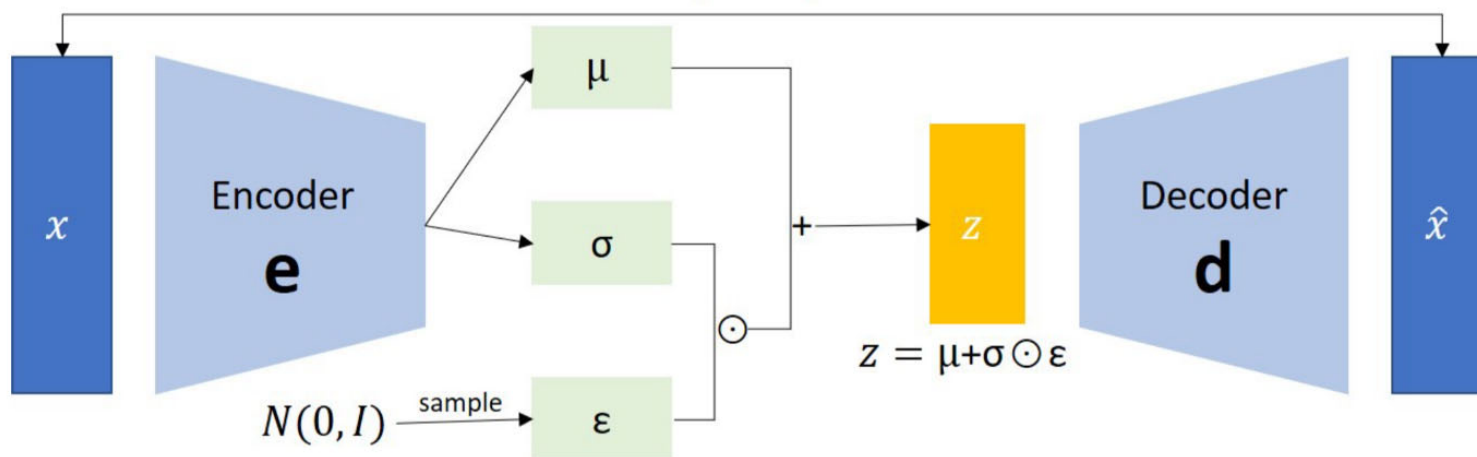 x
Encoder
e
μ
σ
ε
N(0, I)
sample
⊙
+
z
z = μ+σ⊙ε
Decoder
d
x̂